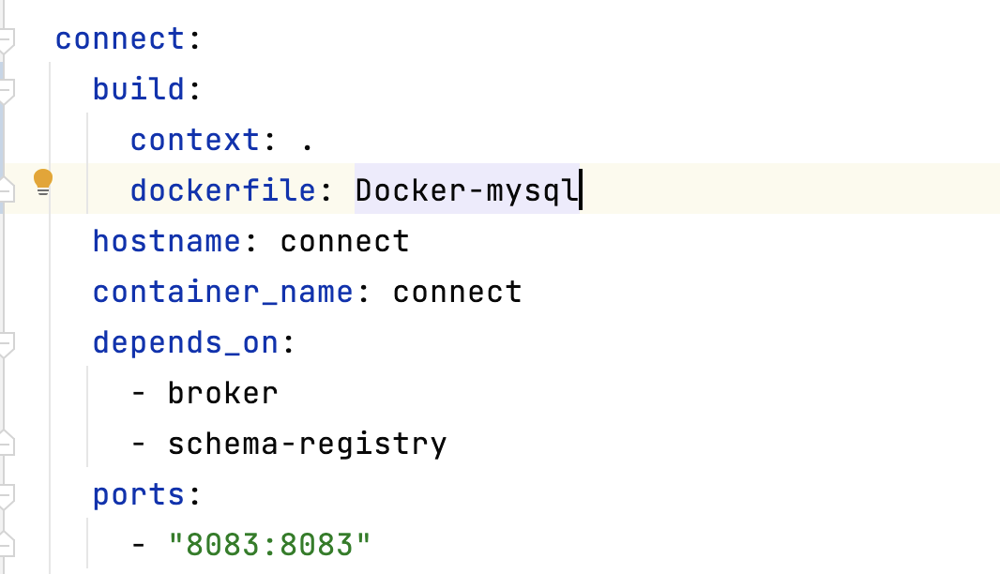 connect:
build:
context: .
dockerfile: Docker-mysql
hostname: connect
container_name: connect
depends_on:
- broker
- schema-registry
ports:
- "8083:8083"